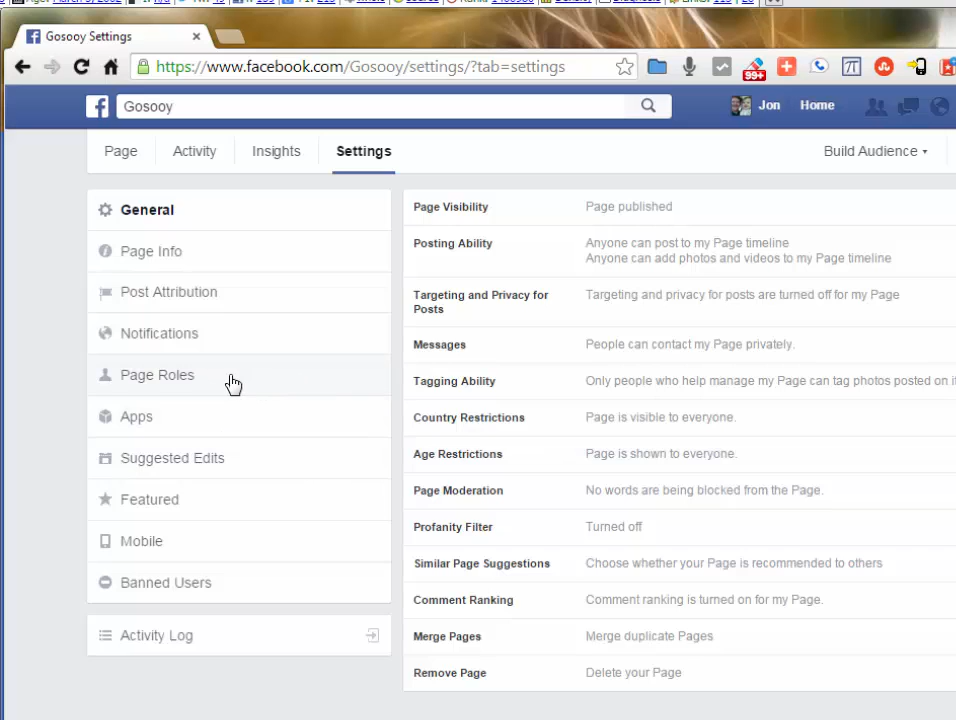 Gosooy Settings
https://www.facebook.com/Gosooy/settings/?tab=settings
99+
Gosooy
Jon Home
Page Activity Insights Settings Build Audience
General
Page Info
Post Attribution
Notifications
Page Roles
Apps
Suggested Edits
Featured
Mobile
Banned Users
Activity Log
Page Visibility Page published
Posting Ability Anyone can post to my Page timeline
Anyone can add photos and videos to my Page timeline
Targeting and Privacy for Targeting and privacy for posts are turned off for my Page
Posts
Messages People can contact my Page privately.
Tagging Ability Only people who help manage my Page can tag photos posted on it
Country Restrictions Page is visible to everyone.
Age Restrictions Page is shown to everyone.
Page Moderation No words are being blocked from the Page.
Profanity Filter Turned off
Similar Page Suggestions Choose whether your Page is recommended to others
Comment Ranking Comment ranking is turned on for my Page.
Merge Pages Merge duplicate Pages
Remove Page Delete your Page